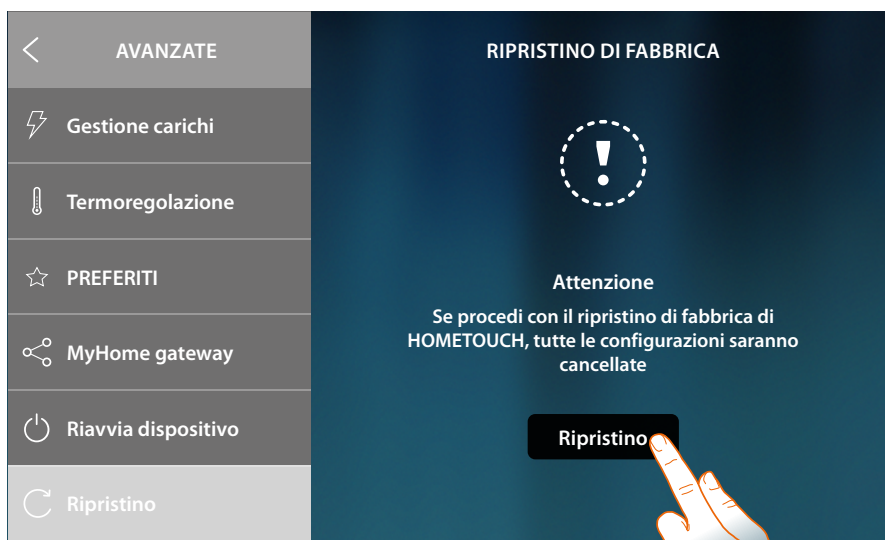 AVANZATE
Gestione carichi
Termoregolazione
PREFERITI
MyHome gateway
Riavvia dispositivo
Ripristino
RIPRISTINO DI FABBRICA
Attenzione
Se procedi con il ripristino di fabbrica di
HOMETOUCH, tutte le configurazioni saranno
cancellate
Ripristino